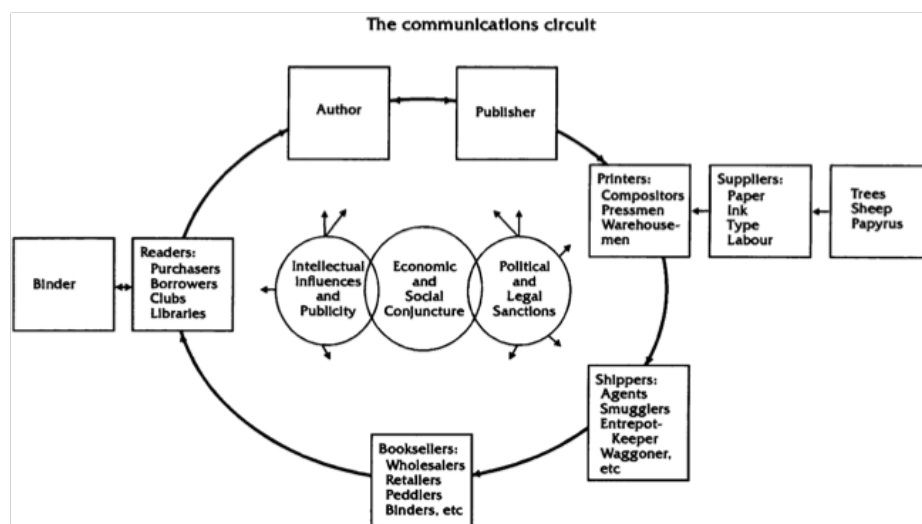 The communications circuit
Author
Publisher
Printers:
Compositors
Pressmen
Warehouse-
men
Suppliers:
Paper
Ink
Type
Labour
Trees
Sheep
Papyrus
Binder
Readers:
Purchasers
Borrowers
Clubs
Libraries
Intellectual
Influences
and
Publicity
Economic
and
Social
Conjuncture
Political
and
Legal
Sanctions
Shippers:
Agents
Smugglers
Entrepot-
Keeper
Waggoner,
etc
Booksellers:
Wholesalers
Retailers
Peddlers
Binders, etc